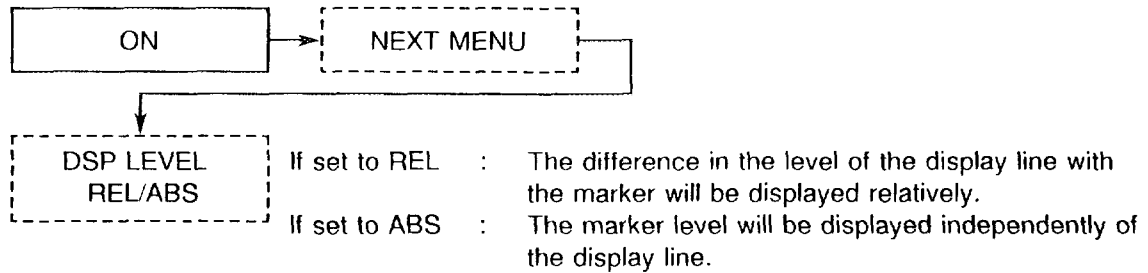 ON
NEXT MENU
DSP LEVEL
REL/ABS
If set to REL : The difference in the level of the display line with
the marker will be displayed relatively.
If set to ABS : The marker level will be displayed independently of
the display line.